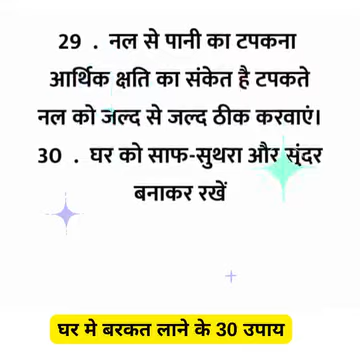 29 . नल से पानी का टपकना
आर्थिक क्षति का संकेत है टपकते
नल को जल्द से जल्द ठीक करवाएं।
30 . घर को साफ-सुथरा और सुंदर
बनाकर रखें
घर मे बरकत लाने के 30 उपाय